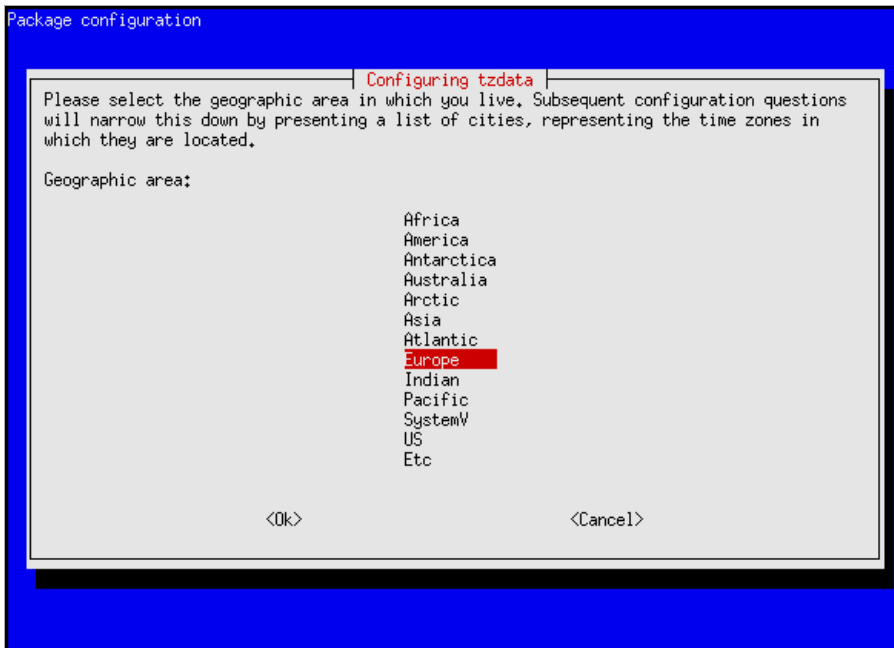 Package configuration
Configuring tzdata
Please select the geographic area in which you live. Subsequent configuration questions
will narrow this down by presenting a list of cities, representing the time zones in
which they are located.
Geographic area:
Africa
America
Antarctica
Australia
Arctic
Asia
Atlantic
Europe
Indian
Pacific
SystemV
US
Etc
<Ok> <Cancel>